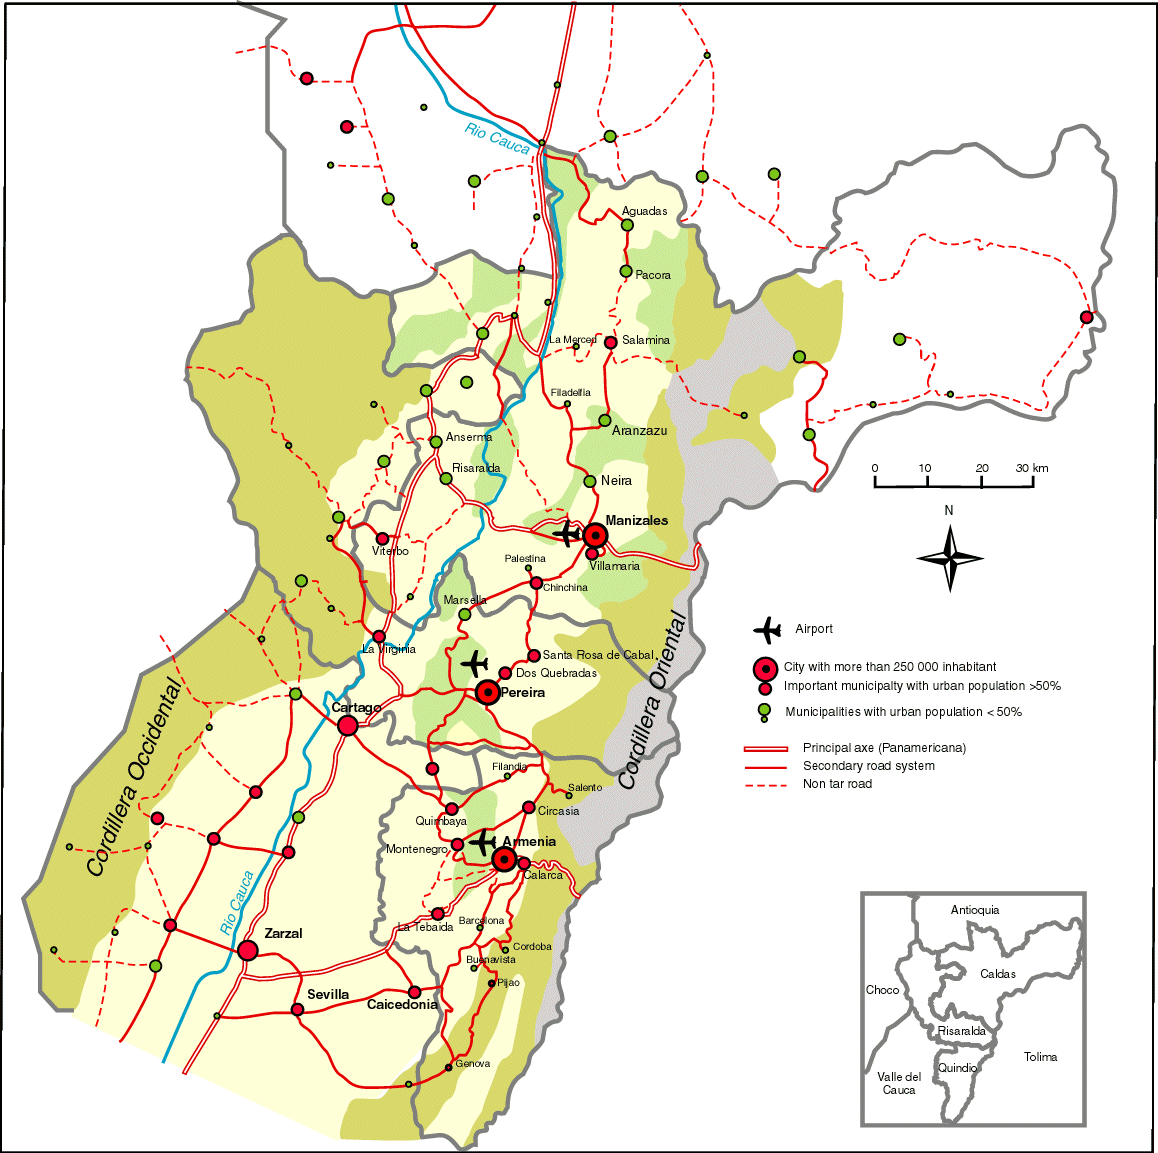 Rio Cauca
Aguadas
Pacora
La Merced
Salamina
Filadelfia
Aranzazu
Anserma
Risaralda
Neira
Manizales
Viterbo
Palestina
Villamaria
Chinchina
Marsella
La Virginia
Santa Rosa de Cabal
Dos Quebradas
Pereira
Cartago
Cordillera Oriental
Cordillera Occidental
Filandia
Salento
Quimbaya
Circasia
Montenegro
Armenia
Calarca
Rio Cauca
La Tebaida
Barcelona
Zarzal
Cordoba
Buenavista
Pijao
Sevilla
Caicedonia
Genova
0 10 20 30 km
N
Airport
City with more than 250 000 inhabitant
Important municipalty with urban population >50%
Municipalities with urban population < 50%
Principal axe (Panamericana)
Secondary road system
Non tar road
Antioquia
Caldas
Choco
Risaralda
Quindio
Tolima
Valle del
Cauca